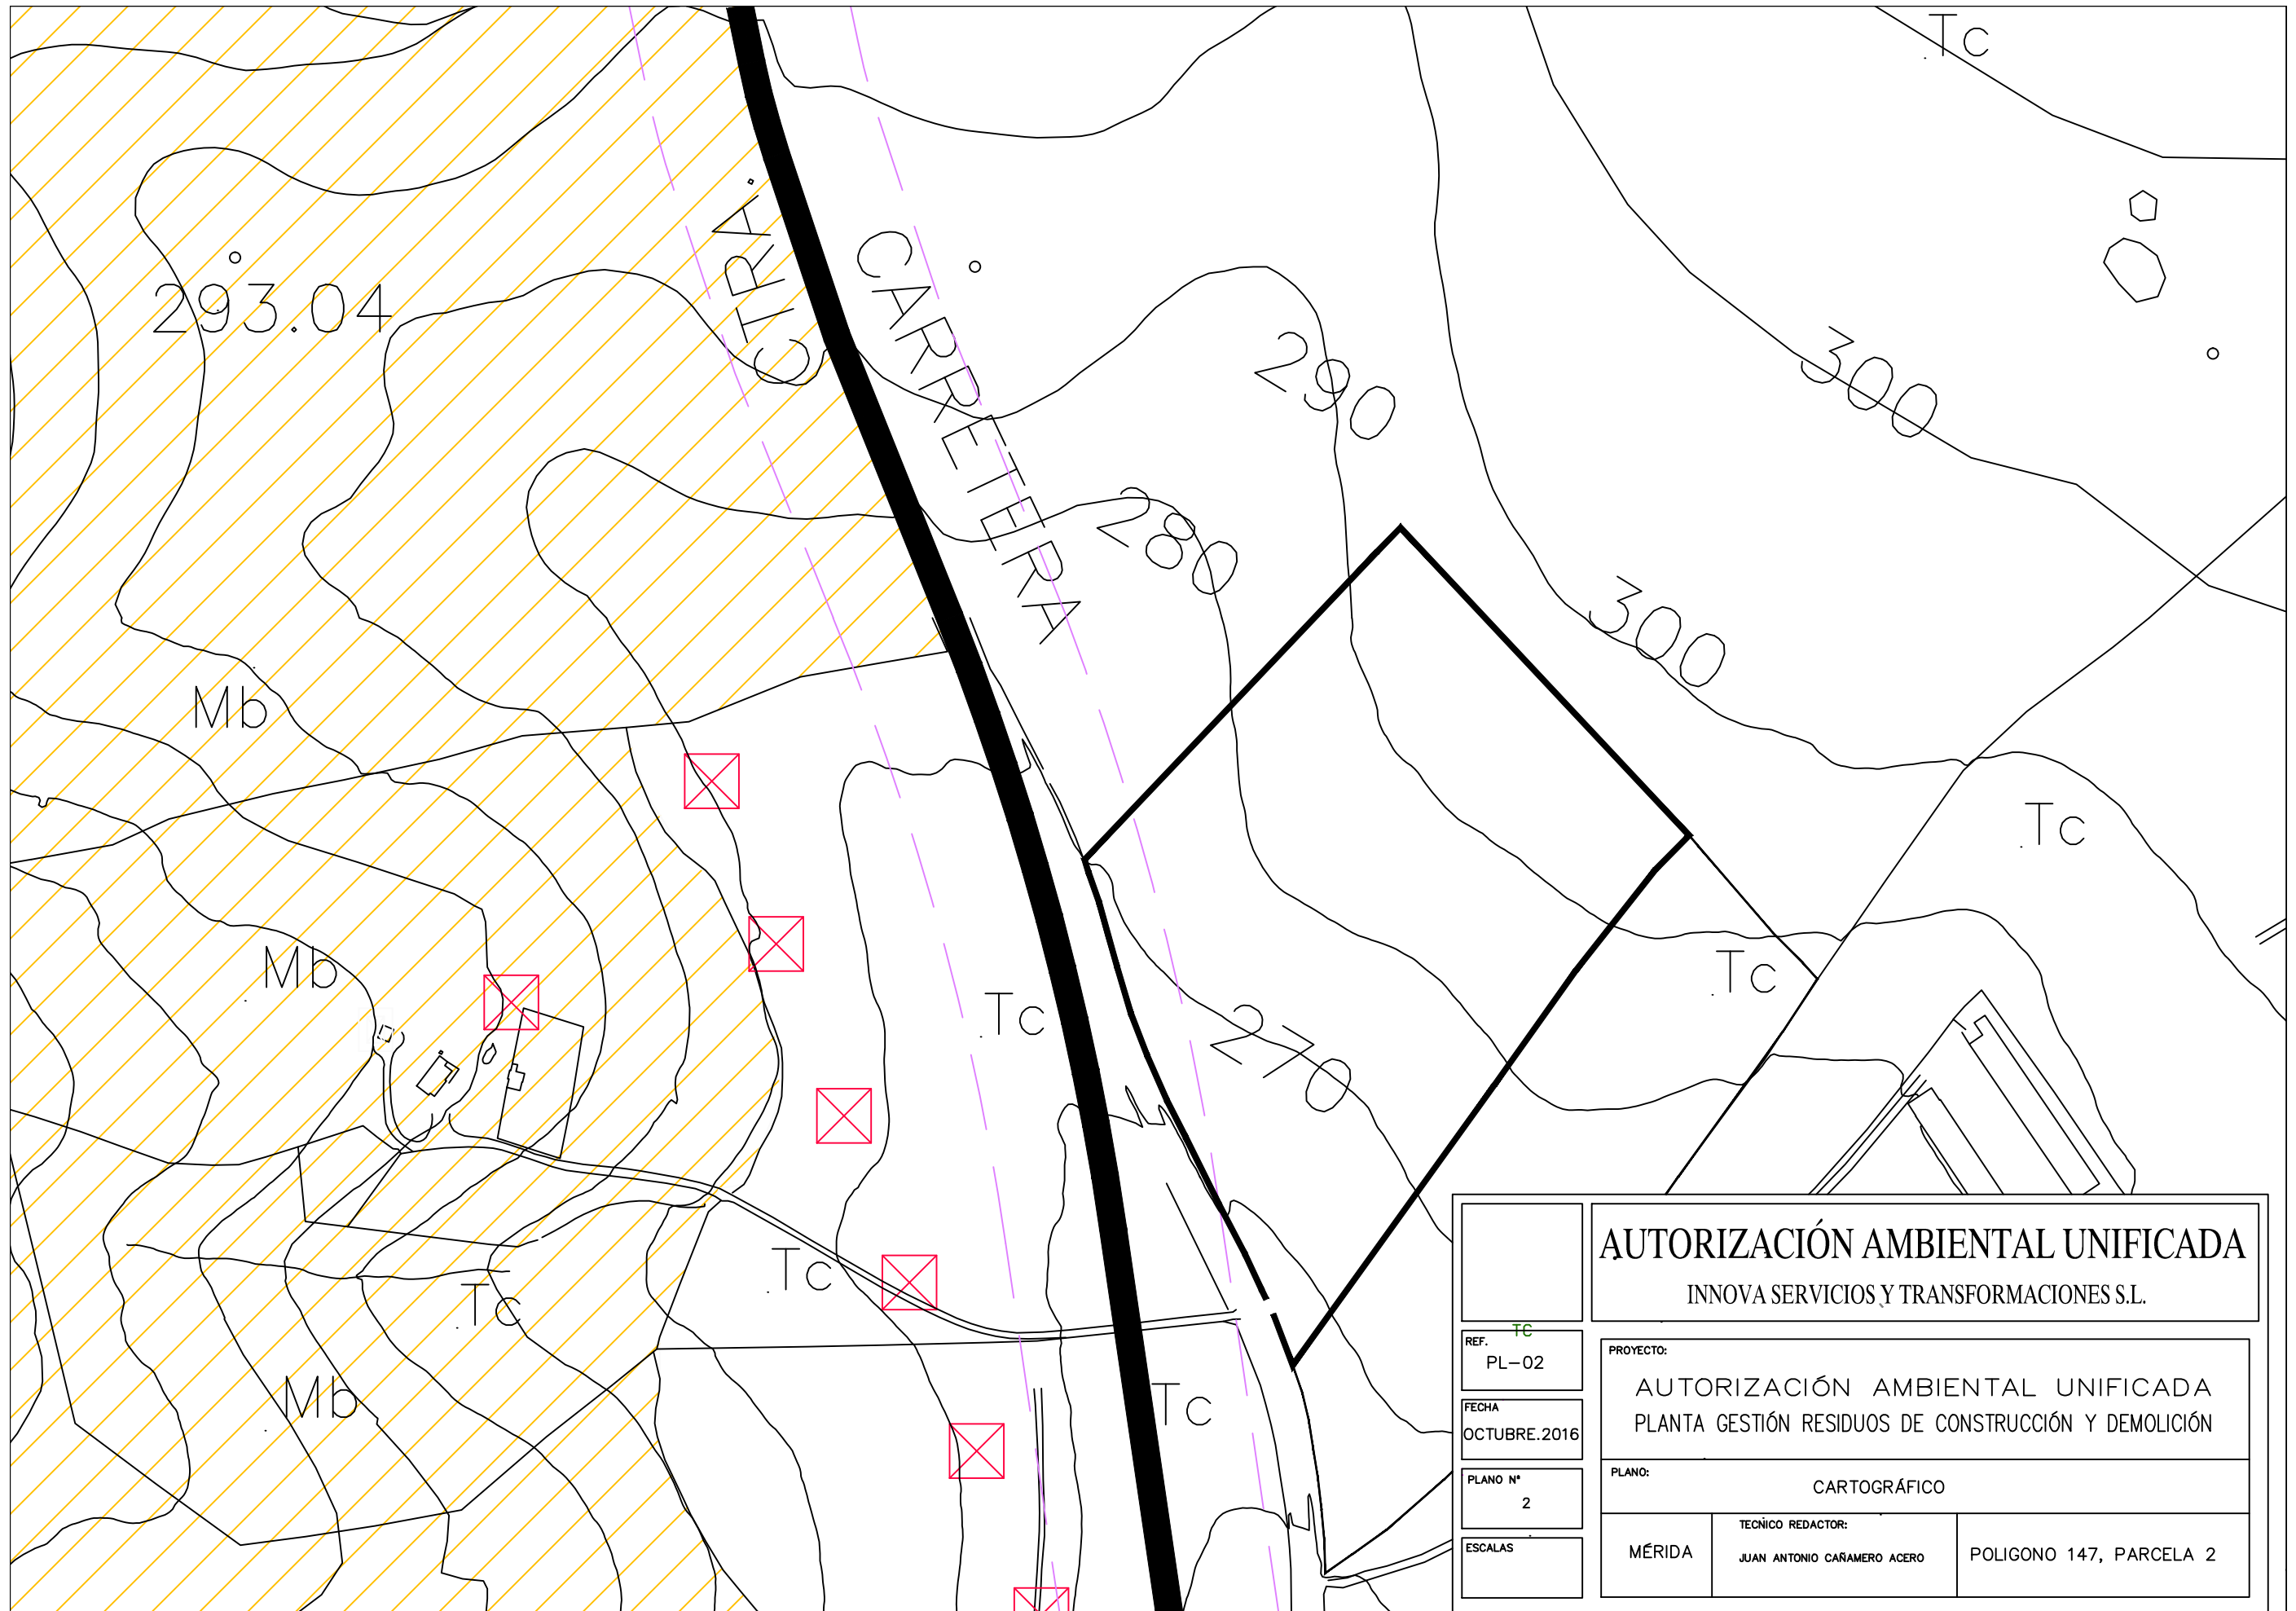 Tc
CTRA.
CARRETERA
293.04
290
300
280
300
Mb
Tc
Mb
Tc
Tc
270
Tc
Tc
Mb
Tc
AUTORIZACIÓN AMBIENTAL UNIFICADA
INNOVA SERVICIOS Y TRANSFORMACIONES S.L.
TC
REF.
PL-02
FECHA
OCTUBRE.2016
PLANO Nº
2
ESCALAS
PROYECTO:
AUTORIZACIÓN AMBIENTAL UNIFICADA
PLANTA GESTIÓN RESIDUOS DE CONSTRUCCIÓN Y DEMOLICIÓN
PLANO:
CARTOGRÁFICO
MÉRIDA
TECNICO REDACTOR:
JUAN ANTONIO CAÑAMERO ACERO
POLIGONO 147, PARCELA 2